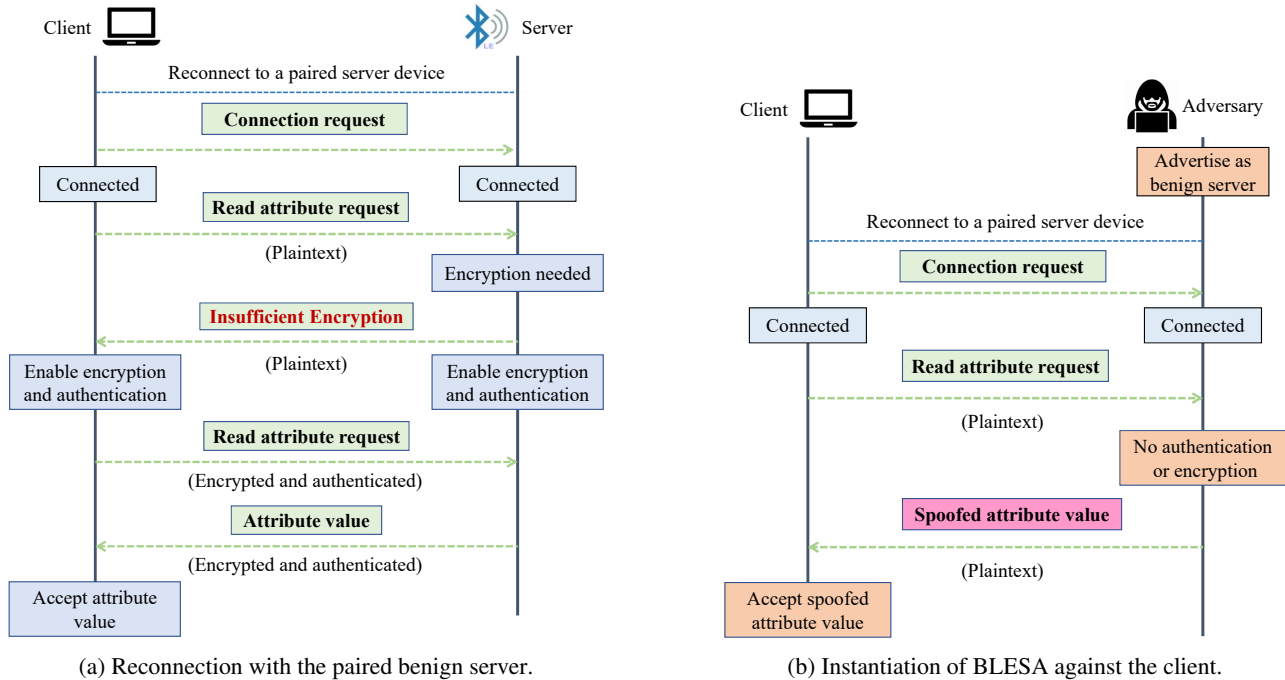 Client
Server
LE
Reconnect to a paired server device
Connection request
Connected
Connected
Read attribute request
(Plaintext)
Encryption needed
Insufficient Encryption
(Plaintext)
Enable encryption
and authentication
Enable encryption
and authentication
Read attribute request
(Encrypted and authenticated)
Attribute value
(Encrypted and authenticated)
Accept attribute
value
(a) Reconnection with the paired benign server.
Client
Adversary
Advertise as
benign server
Reconnect to a paired server device
Connection request
Connected
Connected
Read attribute request
(Plaintext)
No authentication
or encryption
Spoofed attribute value
(Plaintext)
Accept spoofed
attribute value
(b) Instantiation of BLESA against the client.